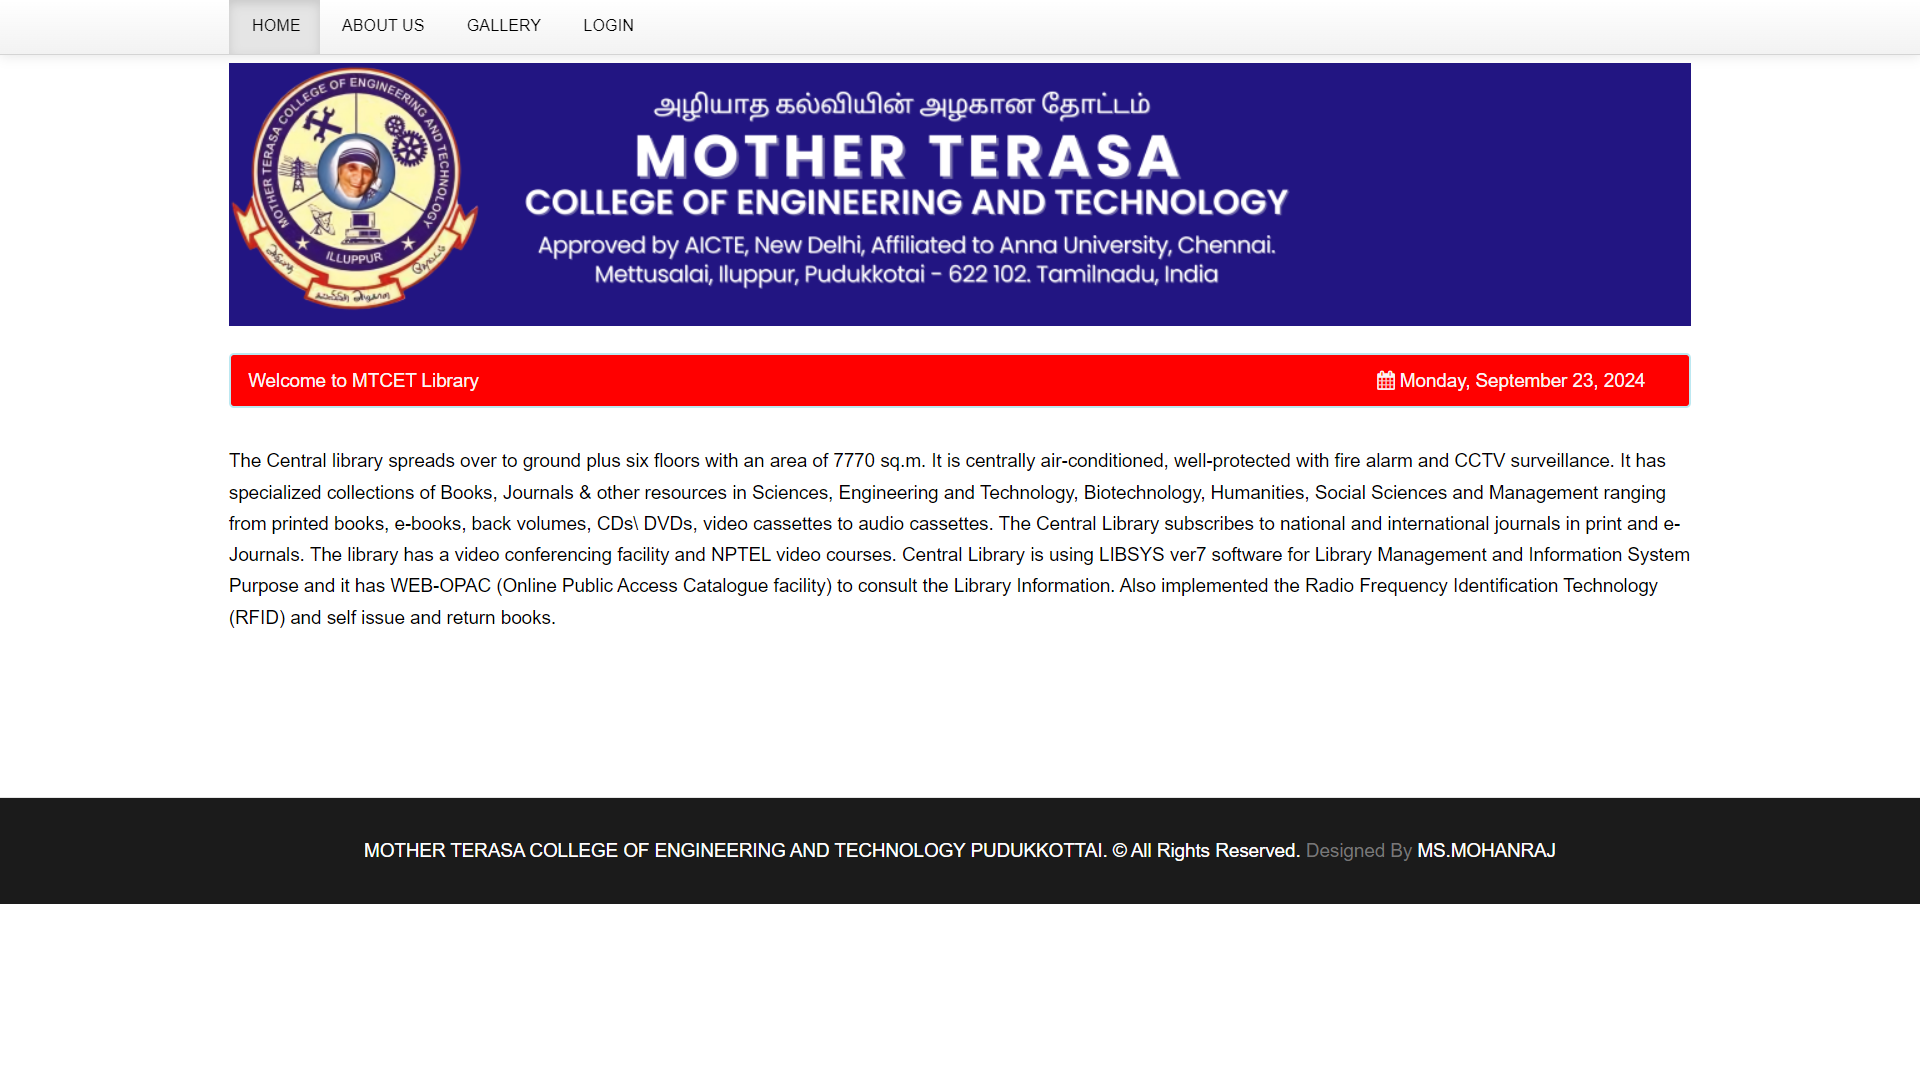 HOME ABOUT US GALLERY LOGIN
MOTHER TERASA COLLEGE OF ENGINEERING AND TECHNOLOGY
ILLUPPUR
அழியாத கல்வியின் அழகான தோட்டம்
MOTHER TERASA
COLLEGE OF ENGINEERING AND TECHNOLOGY
Approved by AICTE, New Delhi, Affiliated to Anna University, Chennai.
Mettusalai, Iluppur, Pudukkotai - 622 102. Tamilnadu, India
Welcome to MTCET Library Monday, September 23, 2024
The Central library spreads over to ground plus six floors with an area of 7770 sq.m. It is centrally air-conditioned, well-protected with fire alarm and CCTV surveillance. It has
specialized collections of Books, Journals & other resources in Sciences, Engineering and Technology, Biotechnology, Humanities, Social Sciences and Management ranging
from printed books, e-books, back volumes, CDs\ DVDs, video cassettes to audio cassettes. The Central Library subscribes to national and international journals in print and e-
Journals. The library has a video conferencing facility and NPTEL video courses. Central Library is using LIBSYS ver7 software for Library Management and Information System
Purpose and it has WEB-OPAC (Online Public Access Catalogue facility) to consult the Library Information. Also implemented the Radio Frequency Identification Technology
(RFID) and self issue and return books.
MOTHER TERASA COLLEGE OF ENGINEERING AND TECHNOLOGY PUDUKKOTTAI. © All Rights Reserved. Designed By MS.MOHANRAJ